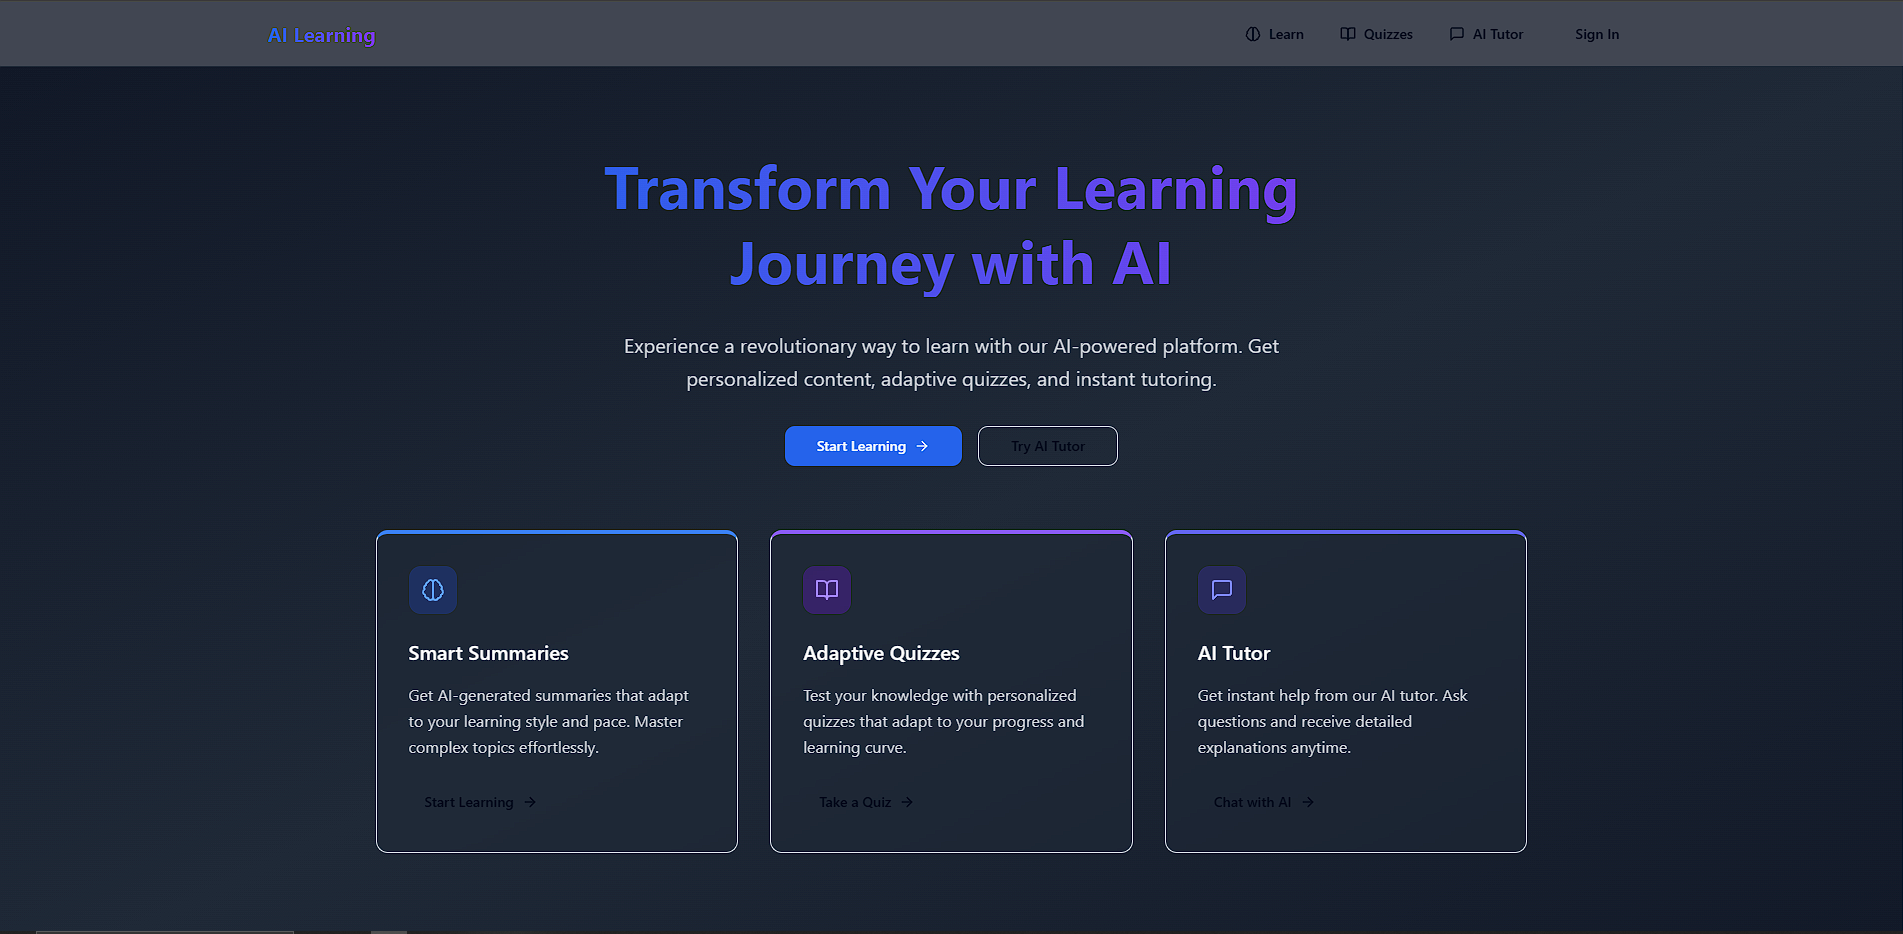 AI Learning
Learn
Quizzes
AI Tutor
Sign In
Transform Your Learning
Journey with AI
Experience a revolutionary way to learn with our AI-powered platform. Get
personalized content, adaptive quizzes, and instant tutoring.
Start Learning →
Try AI Tutor
Smart Summaries
Get AI-generated summaries that adapt
to your learning style and pace. Master
complex topics effortlessly.
Start Learning →
Adaptive Quizzes
Test your knowledge with personalized
quizzes that adapt to your progress and
learning curve.
Take a Quiz →
AI Tutor
Get instant help from our AI tutor. Ask
questions and receive detailed
explanations anytime.
Chat with AI →